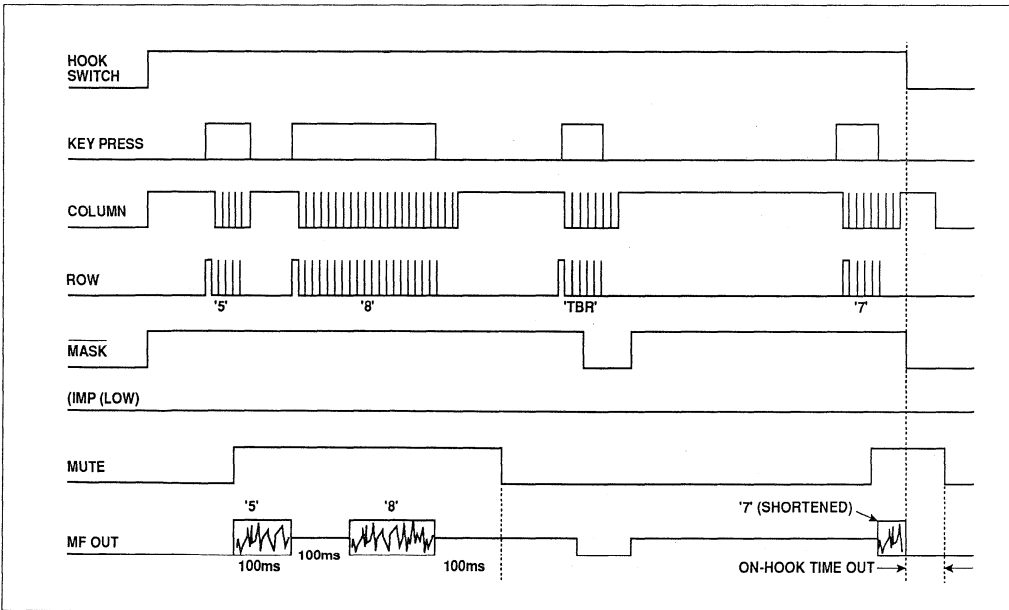 HOOK
SWITCH
KEY PRESS
COLUMN
ROW
'5'
'8'
'TBR'
'7'
MASK
(IMP (LOW)
MUTE
'5'
'8'
'7' (SHORTENED)
MF OUT
100ms
100ms
100ms
ON-HOOK TIME OUT